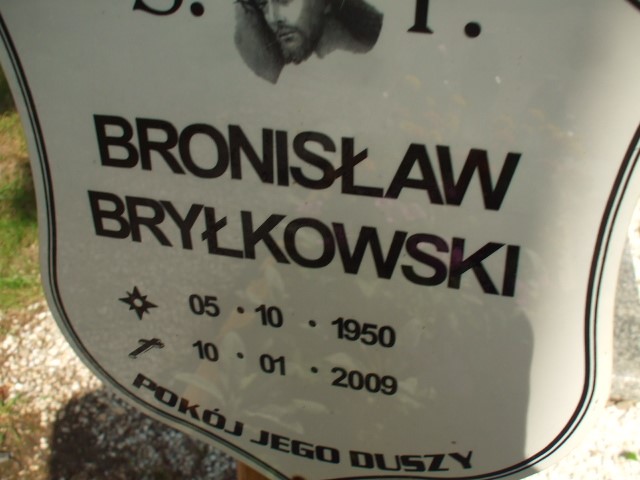 Ś. P.
BRONISŁAW
BRYŁKOWSKI
05 · 10 · 1950
10 · 01 · 2009
POKÓJ JEGO DUSZY